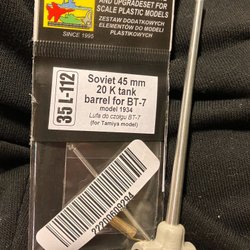 AND UPGRADESET FOR
SCALE PLASTIC MODELS
ZESTAW DODATKOWYCH
ELEMENTÓW DO MODELI
PLASTIKOWYCH
SINCE 1995
35 L-112
Soviet 45 mm
20 K tank
barrel for BT-7
model 1934
Lufa do czołgu BT-7
(for Tamiya model)